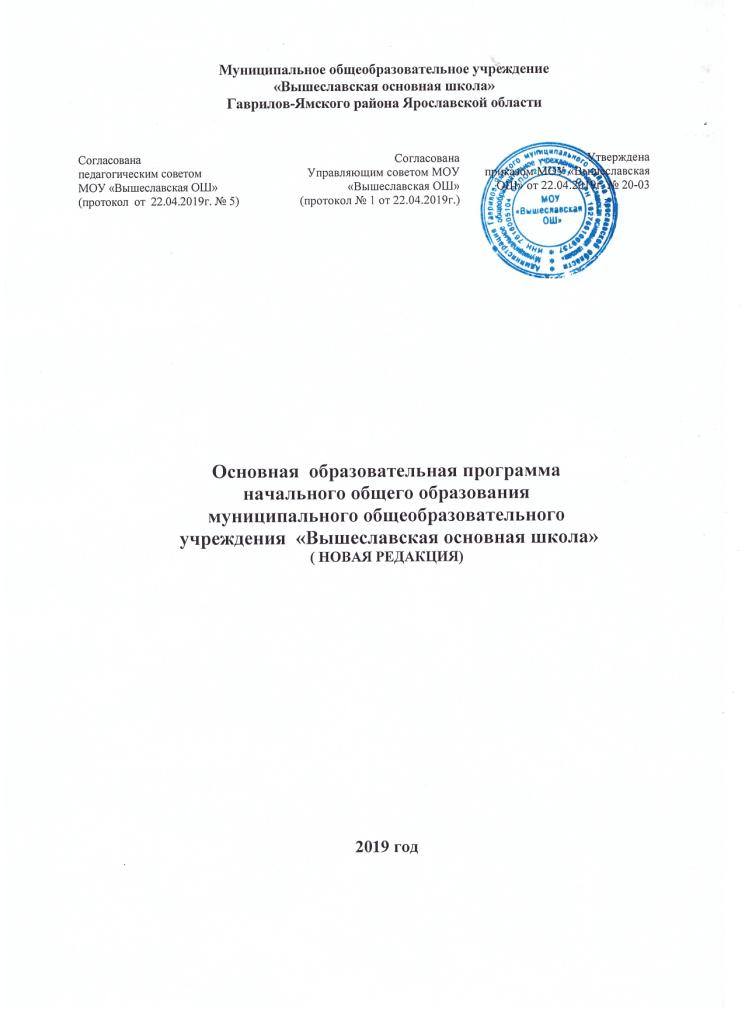 Муниципальное общеобразовательное учреждение
«Вышеславская основная школа»
Гаврилов-Ямского района Ярославской области
Согласована
педагогическим советом
МОУ «Вышеславская ОШ»
(протокол от 22.04.2019г. № 5)
Согласована
Управляющим советом МОУ
«Вышеславская ОШ»
(протокол № 1 от 22.04.2019г.)
Утверждена
приказом МОУ «Вышеславская
ОШ» от 22.04.2019г. № 20-03
МОУ
«Вышеславская
ОШ»
Основная образовательная программа
начального общего образования
муниципального общеобразовательного
учреждения «Вышеславская основная школа»
( НОВАЯ РЕДАКЦИЯ)
2019 год